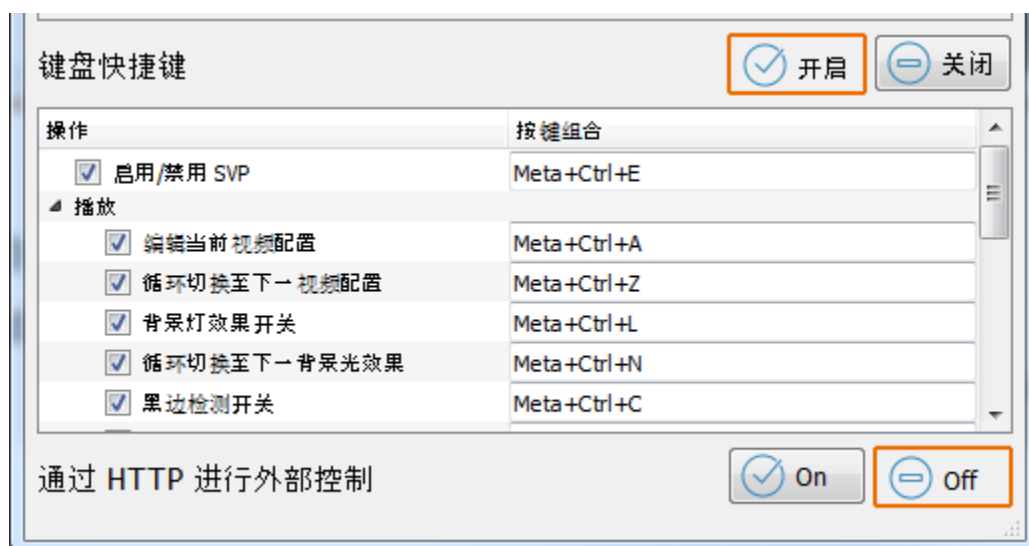 键盘快捷键 开启 关闭
操作 按键组合
启用/禁用 SVP Meta+Ctrl+E
播放
编辑当前视频配置 Meta+Ctrl+A
循环切换至下一视频配置 Meta+Ctrl+Z
背景灯效果开关 Meta+Ctrl+L
循环切换至下一背景光效果 Meta+Ctrl+N
黑边检测开关 Meta+Ctrl+C
通过 HTTP 进行外部控制 On Off